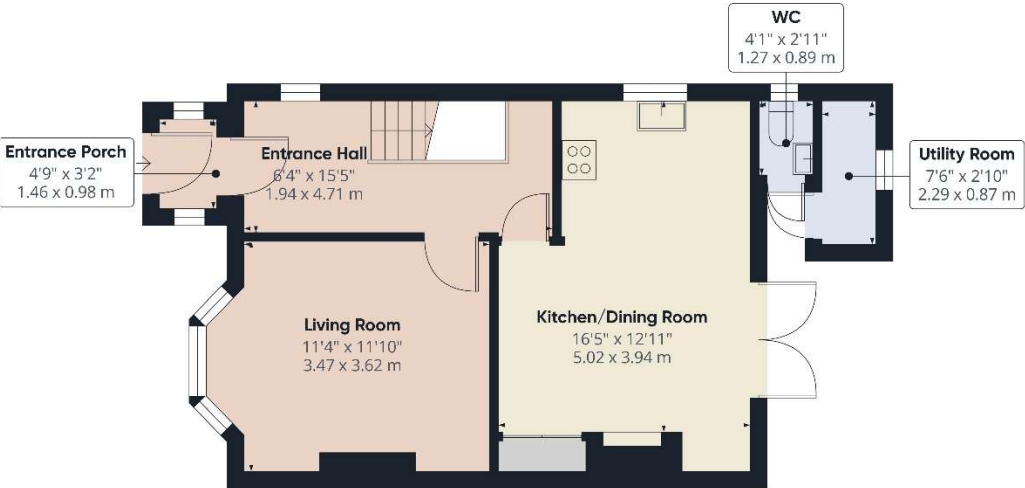 WC
4'1" x 2'11"
1.27 x 0.89 m
Entrance Porch
4'9" x 3'2"
1.46 x 0.98 m
Entrance Hall
6'4" x 15'5"
1.94 x 4.71 m
Utility Room
7'6" x 2'10"
2.29 x 0.87 m
Living Room
11'4" x 11'10"
3.47 x 3.62 m
Kitchen/Dining Room
16'5" x 12'11"
5.02 x 3.94 m